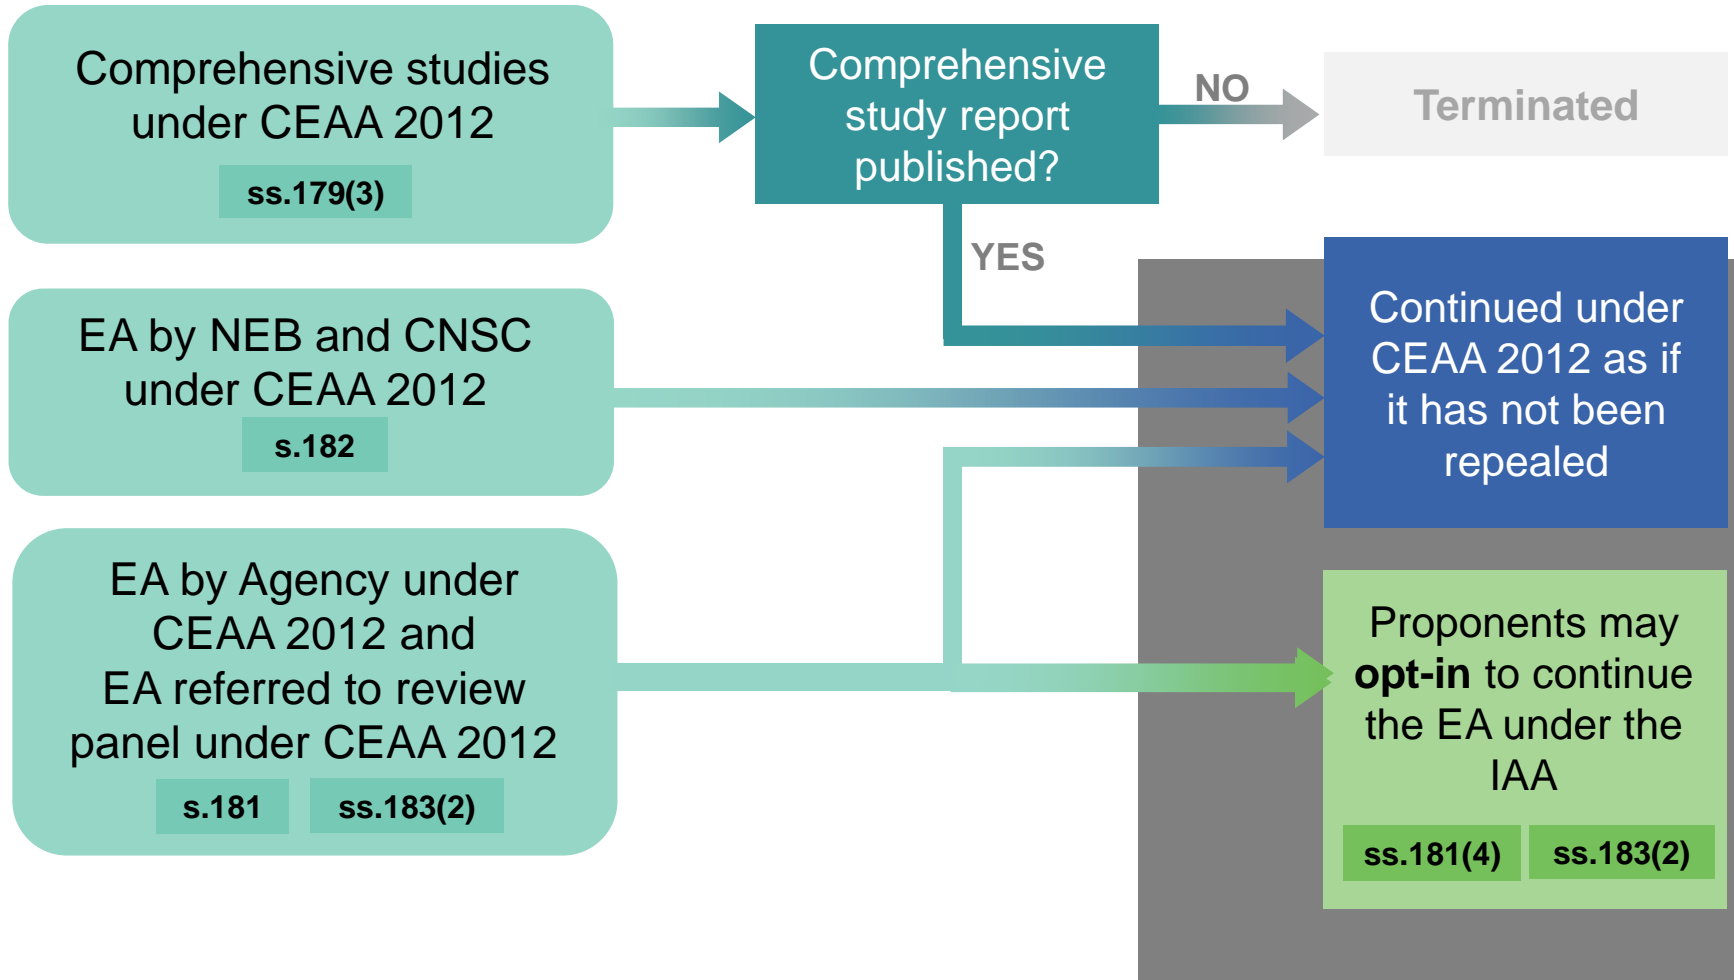 Comprehensive studies
under CEAA 2012
ss.179(3)
Comprehensive
study report
published?
NO
Terminated
YES
EA by NEB and CNSC
under CEAA 2012
s.182
Continued under
CEAA 2012 as if
it has not been
repealed
EA by Agency under
CEAA 2012 and
EA referred to review
panel under CEAA 2012
s.181
ss.183(2)
Proponents may
opt-in to continue
the EA under the
IAA
ss.181(4)
ss.183(2)